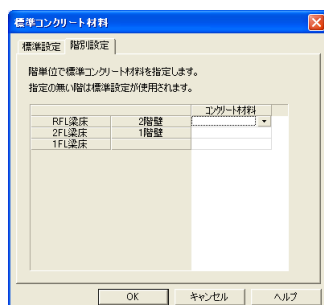 標準コンクリート材料
標準設定 階別設定
階単位で標準コンクリート材料を指定します。
指定の無い階は標準設定が使用されます。
コンクリート材料
RFL梁床 2階壁
2FL梁床 1階壁
1FL梁床
OK キャンセル ヘルプ